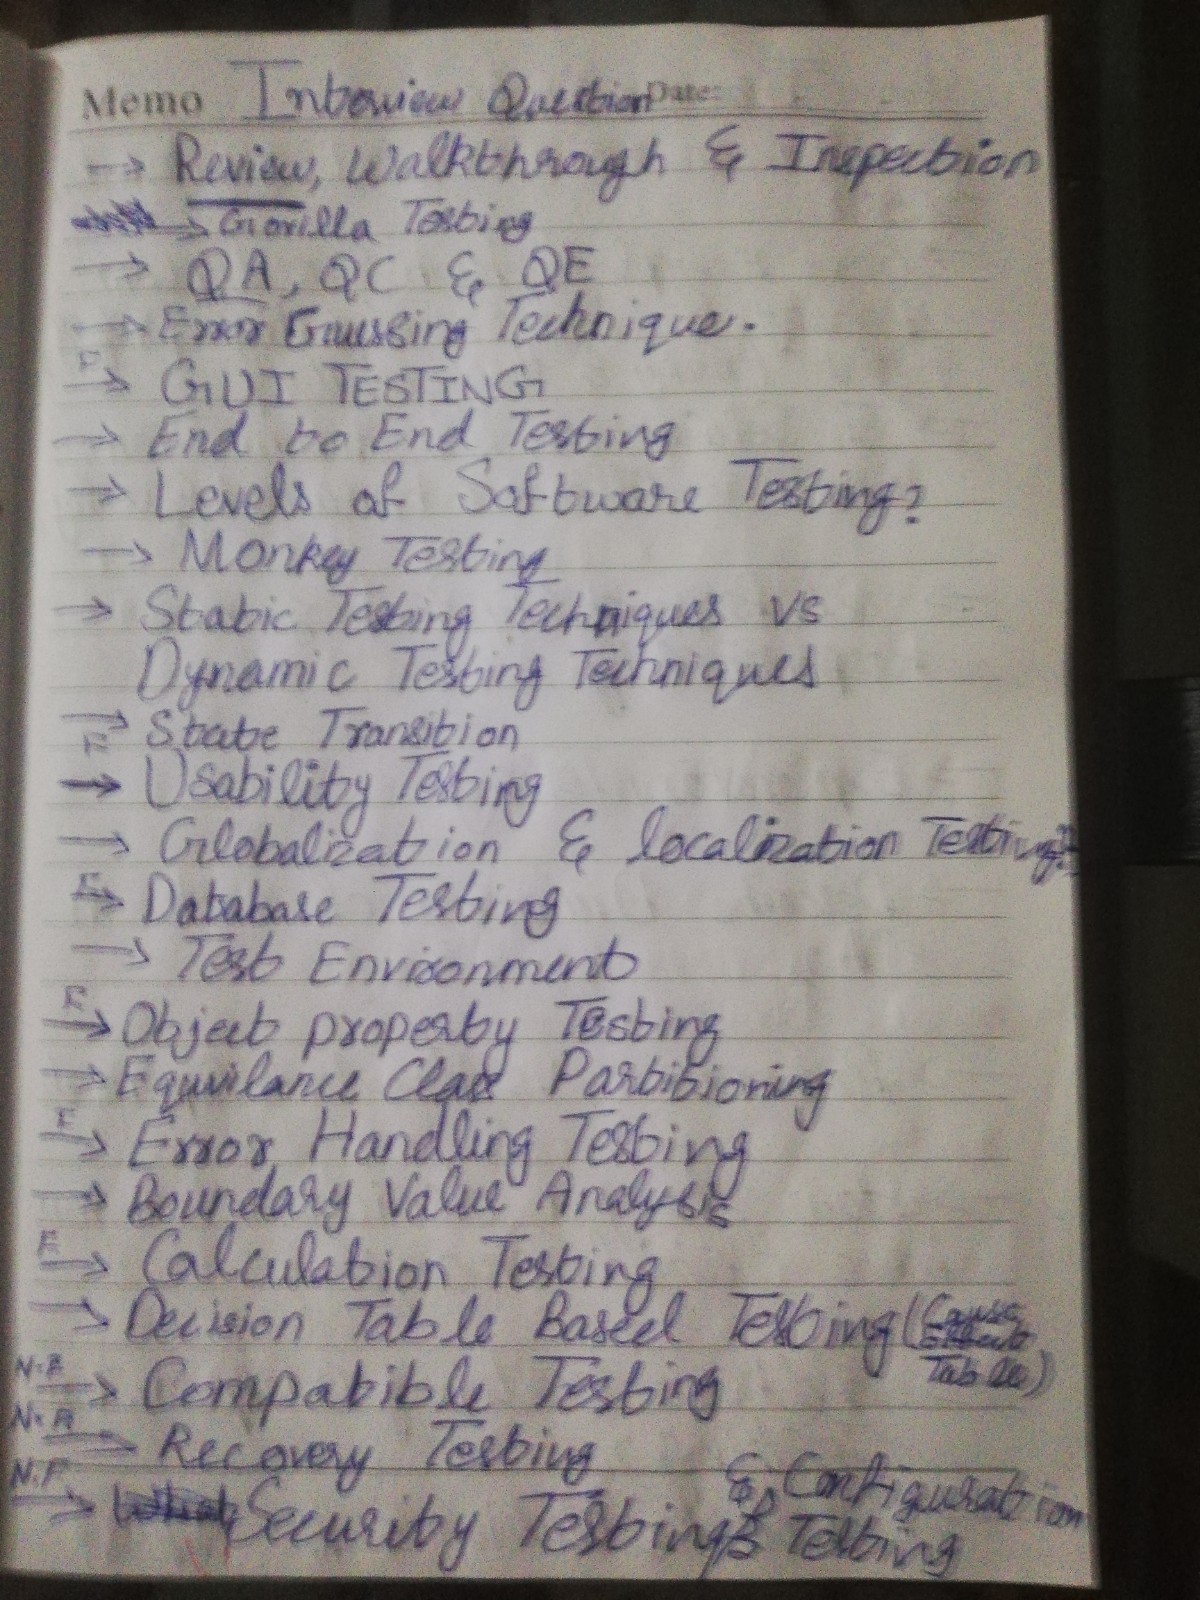 Memo Interview Question Date:
→ Review, Walkthrough & Inspection
→ Gorilla Testing
→ QA, QC & QE
→ Error Gaussing Technique.
F → GUI TESTING
→ End to End Testing
→ Levels of Software Testing?
→ Monkey Testing
→ Static Testing Techniques vs
Dynamic Testing Techniques
→ State Transition
F
→ Usability Testing
→ Globalization & localization Testing?
F → Database Testing
→ Test Environment
F → Object property Testing
→ Equvilance Class Partitioning
F → Error Handling Testing
→ Boundary Value Analysis
F → Calculation Testing
→ Decision Table Based Testing (Cause
effect
Table)
N.F → Compatible Testing
N.F → Recovery Testing
& Configuration
N.F → Security Testing Testing